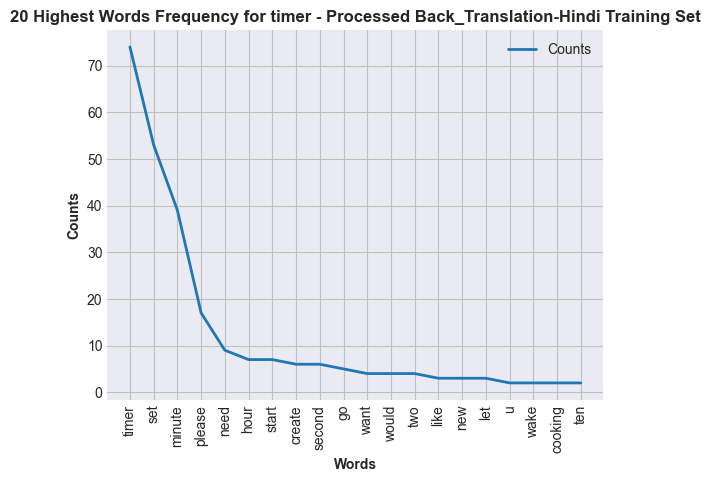 20 Highest Words Frequency for timer - Processed Back_Translation-Hindi Training Set
Counts
70
60
50
40
30
20
10
0
Counts
timer
set
minute
please
need
hour
start
create
second
go
want
would
two
like
new
let
u
wake
cooking
ten
Words